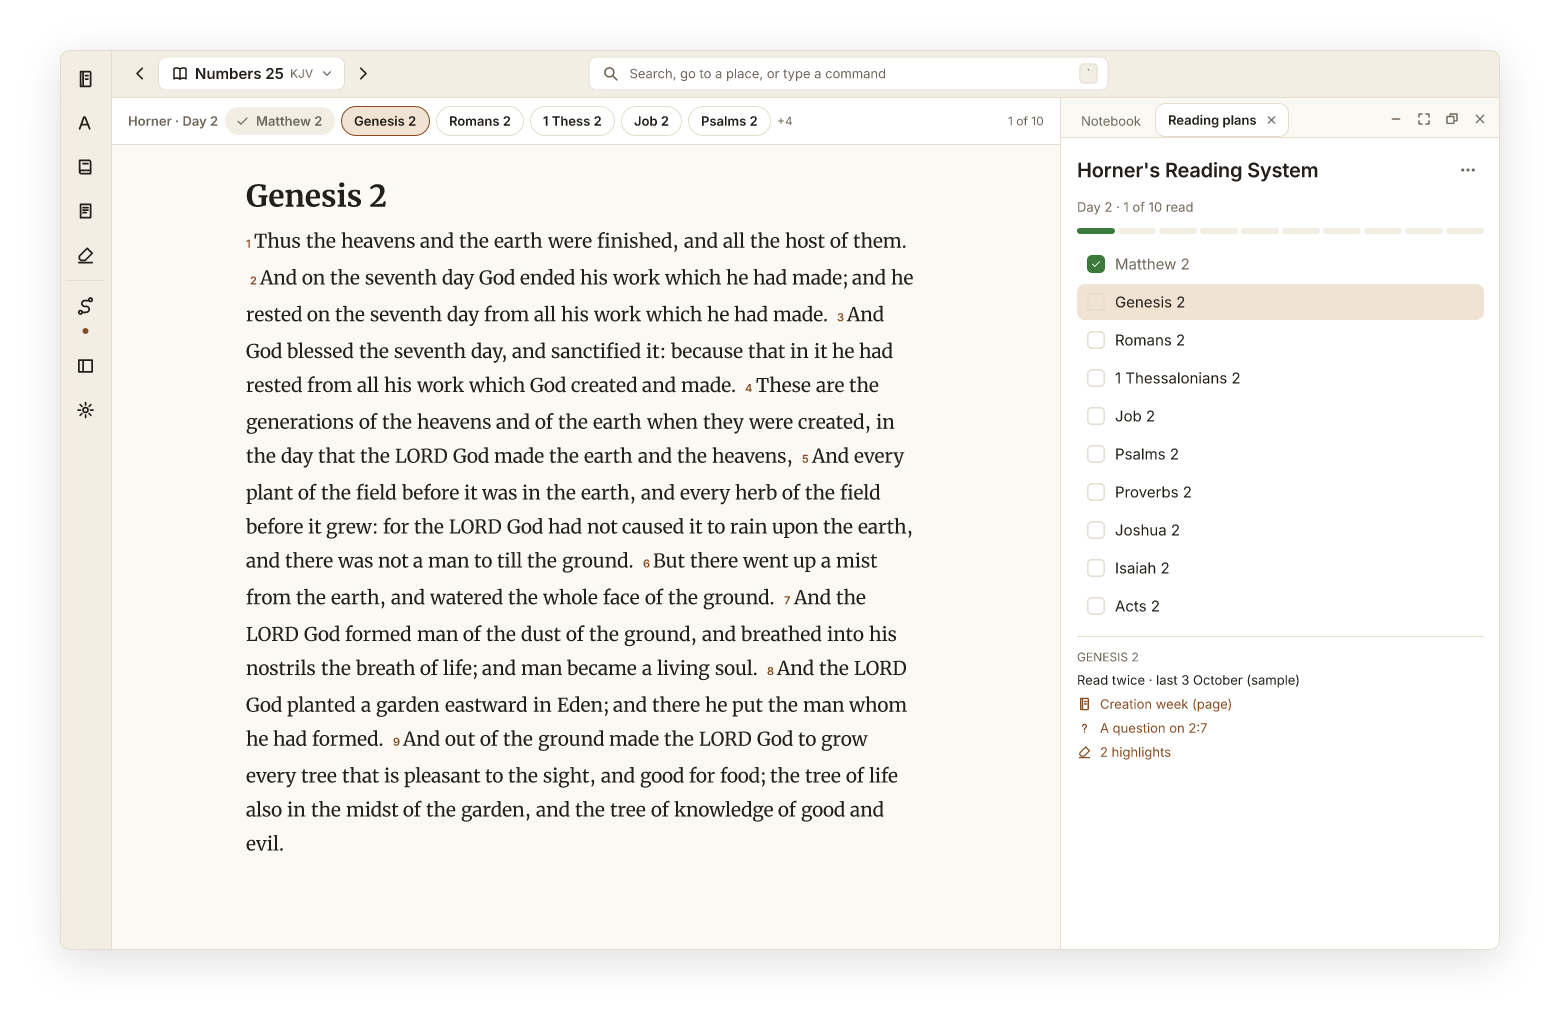 Numbers 25 KJV
Search, go to a place, or type a command
Horner · Day 2
Matthew 2
Genesis 2
Romans 2
1 Thess 2
Job 2
Psalms 2
+4
1 of 10
Genesis 2
1 Thus the heavens and the earth were finished, and all the host of them.
2 And on the seventh day God ended his work which he had made; and he
rested on the seventh day from all his work which he had made. 3 And
God blessed the seventh day, and sanctified it: because that in it he had
rested from all his work which God created and made. 4 These are the
generations of the heavens and of the earth when they were created, in
the day that the LORD God made the earth and the heavens, 5 And every
plant of the field before it was in the earth, and every herb of the field
before it grew: for the LORD God had not caused it to rain upon the earth,
and there was not a man to till the ground. 6 But there went up a mist
from the earth, and watered the whole face of the ground. 7 And the
LORD God formed man of the dust of the ground, and breathed into his
nostrils the breath of life; and man became a living soul. 8 And the LORD
God planted a garden eastward in Eden; and there he put the man whom
he had formed. 9 And out of the ground made the LORD God to grow
every tree that is pleasant to the sight, and good for food; the tree of life
also in the midst of the garden, and the tree of knowledge of good and
evil.
Notebook
Reading plans
Horner's Reading System
Day 2 · 1 of 10 read
Matthew 2
Genesis 2
Romans 2
1 Thessalonians 2
Job 2
Psalms 2
Proverbs 2
Joshua 2
Isaiah 2
Acts 2
GENESIS 2
Read twice · last 3 October (sample)
Creation week (page)
? A question on 2:7
2 highlights